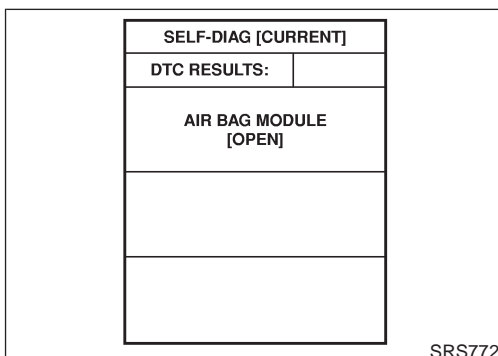 SELF-DIAG [CURRENT]
DTC RESULTS:
AIR BAG MODULE
[OPEN]
SRS772